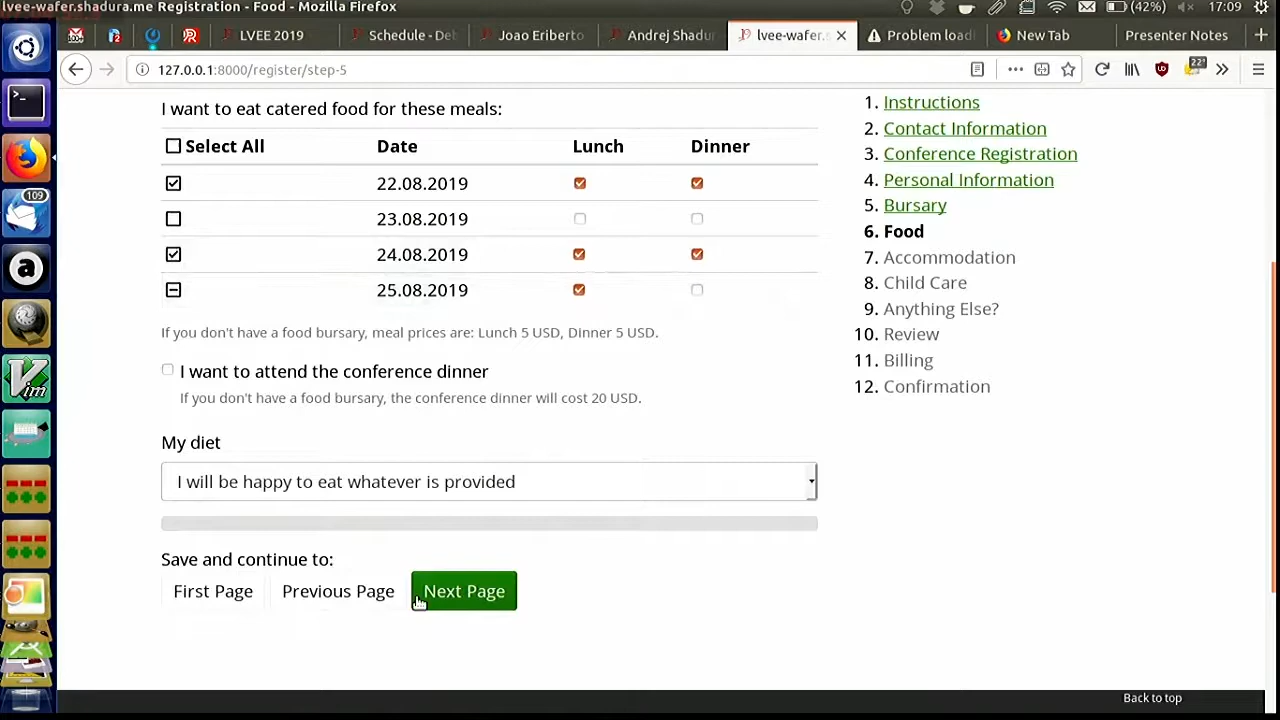 lvee-wafer.shadura.me Registration - Food - Mozilla Firefox
(42%)
17:09
100+
LVEE 2019
Schedule - Deb
Joao Eriberto
Andrej Shadu
lvee-wafer.s
Problem loadi
New Tab
Presenter Notes
127.0.0.1:8000/register/step-5
22
I want to eat catered food for these meals:
Select All Date Lunch Dinner
22.08.2019
23.08.2019
24.08.2019
25.08.2019
If you don't have a food bursary, meal prices are: Lunch 5 USD, Dinner 5 USD.
I want to attend the conference dinner
If you don't have a food bursary, the conference dinner will cost 20 USD.
My diet
I will be happy to eat whatever is provided
Save and continue to:
First Page Previous Page Next Page
1. Instructions
2. Contact Information
3. Conference Registration
4. Personal Information
5. Bursary
6. Food
7. Accommodation
8. Child Care
9. Anything Else?
10. Review
11. Billing
12. Confirmation
Back to top
109
a
Vim